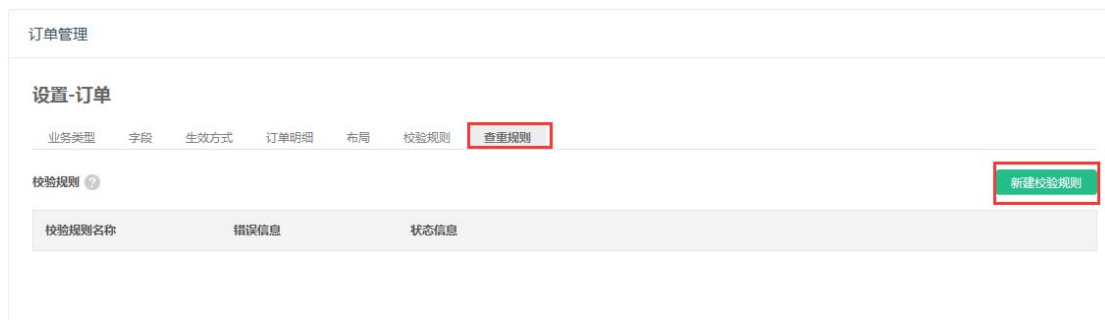 订单管理
设置-订单
业务类型 字段 生效方式 订单明细 布局 校验规则 查重规则
校验规则 ? 新建校验规则
校验规则名称 错误信息 状态信息